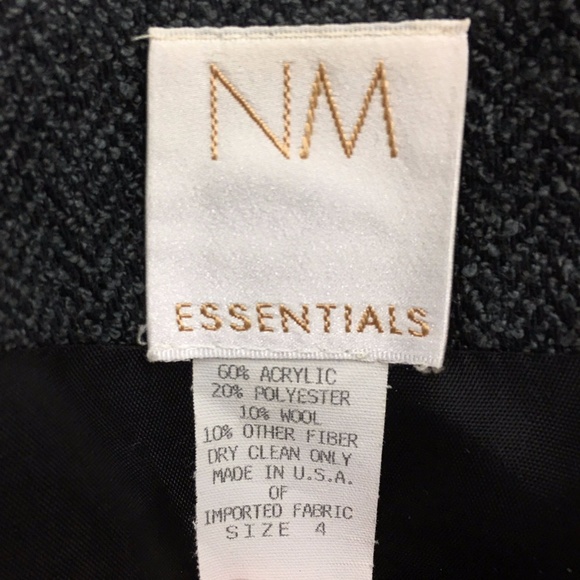 NM
ESSENTIALS
60% ACRYLIC
20% POLYESTER
10% WOOL
10% OTHER FIBER
DRY CLEAN ONLY
MADE IN U.S.A.
OF
IMPORTED FABRIC
SIZE 4